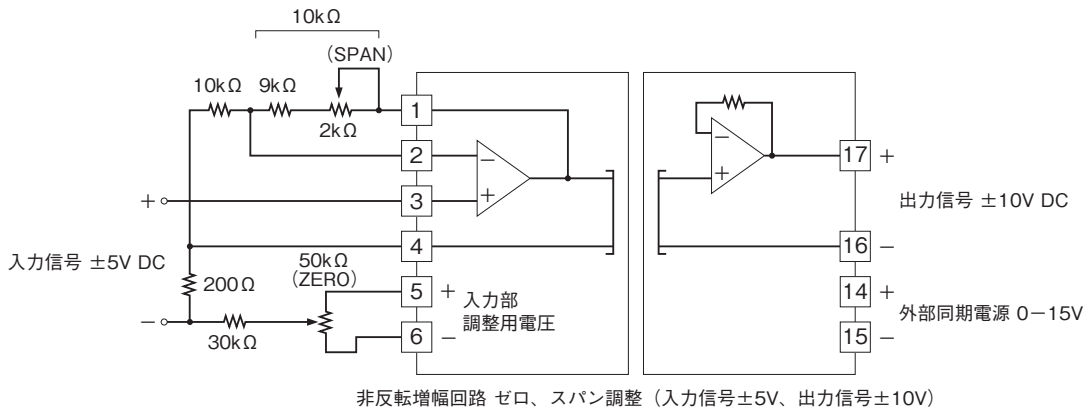 10kΩ
(SPAN)
10kΩ 9kΩ
2kΩ
1
2
−
3
+
4
+
入力信号 ±5V DC
200Ω
50kΩ
(ZERO)
5
+
入力部
調整用電圧
6
−
−
30kΩ
−
+
17
+
出力信号 ±10V DC
16
−
14
+
外部同期電源 0−15V
15
−
非反転増幅回路 ゼロ、スパン調整（入力信号±5V、出力信号±10V）